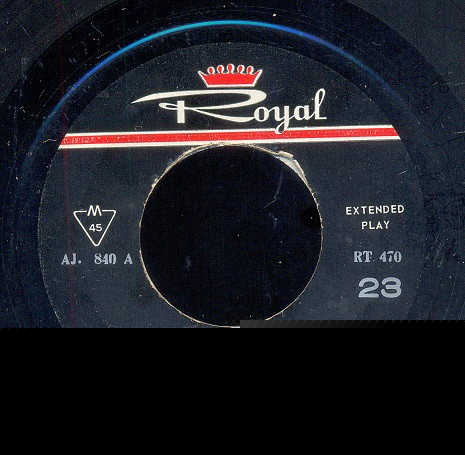 Royal
M
45
EXTENDED
PLAY
AJ. 840 A
RT 470
23